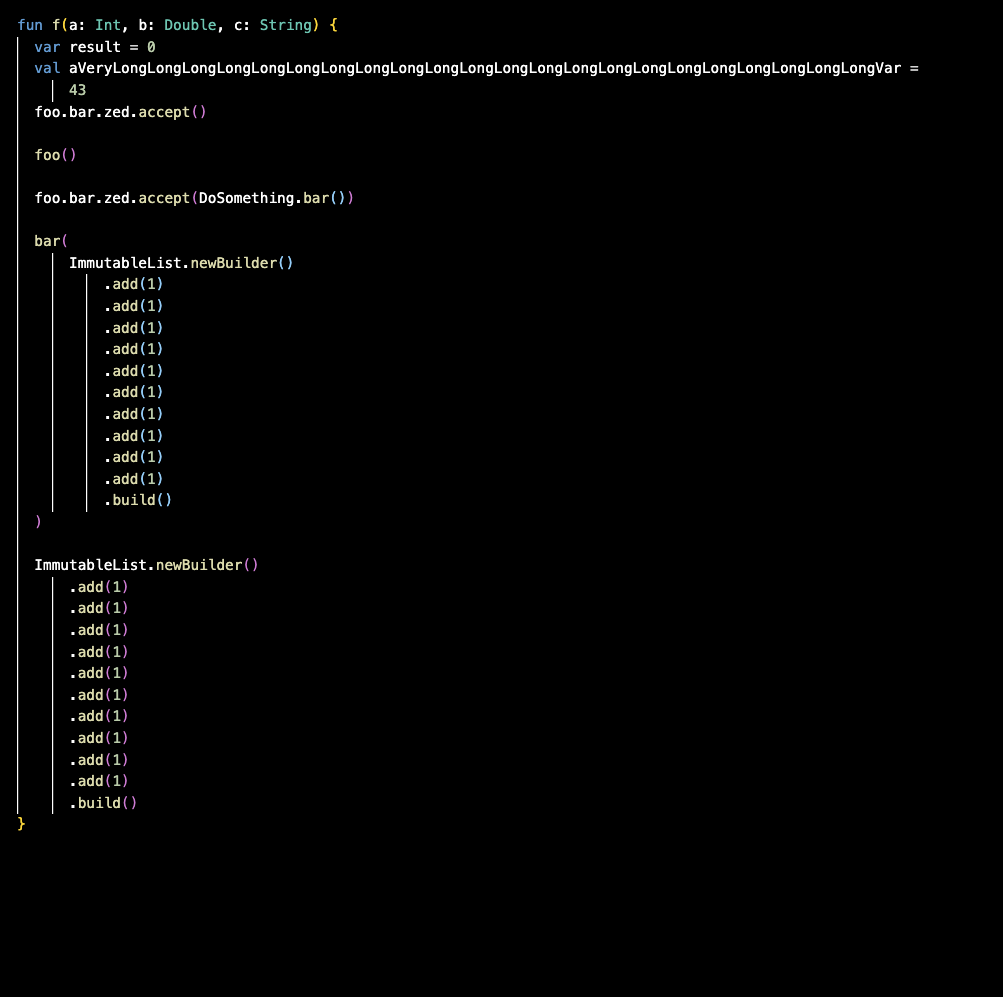 fun f(a: Int, b: Double, c: String) {
  var result = 0
  val aVeryLongLongLongLongLongLongLongLongLongLongLongLongLongLongLongLongLongLongLongLongLongLongVar =
      43
  foo.bar.zed.accept()

  foo()

  foo.bar.zed.accept(DoSomething.bar())

  bar(
      ImmutableList.newBuilder()
          .add(1)
          .add(1)
          .add(1)
          .add(1)
          .add(1)
          .add(1)
          .add(1)
          .add(1)
          .add(1)
          .add(1)
          .build()
  )

  ImmutableList.newBuilder()
      .add(1)
      .add(1)
      .add(1)
      .add(1)
      .add(1)
      .add(1)
      .add(1)
      .add(1)
      .add(1)
      .add(1)
      .build()
}